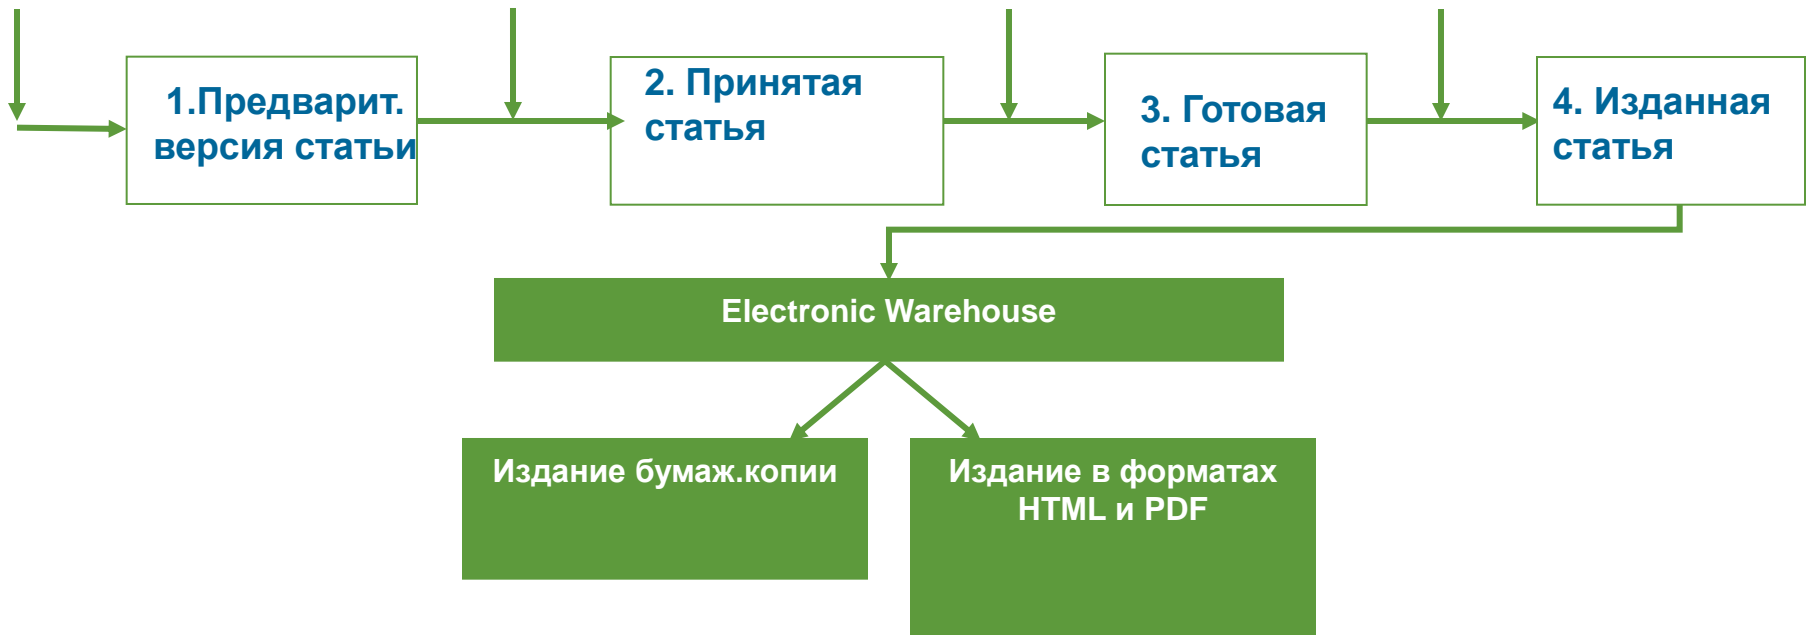 1.Предварит.
версия статьи
2. Принятая
статья
3. Готовая
статья
4. Изданная
статья
Electronic Warehouse
Издание бумаж.копии
Издание в форматах
HTML и PDF